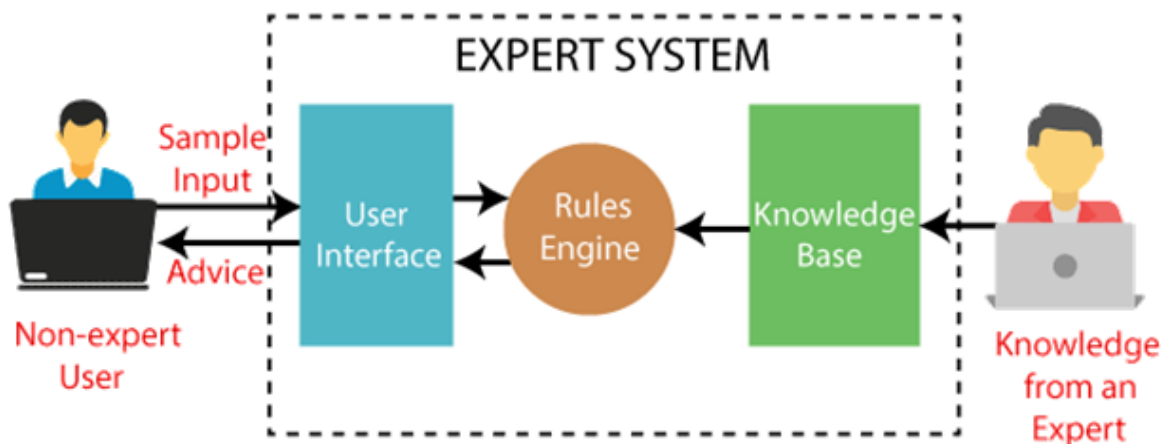 EXPERT SYSTEM
Sample
Input
Advice
Non-expert
User
User
Interface
Rules
Engine
Knowledge
Base
Knowledge
from an
Expert